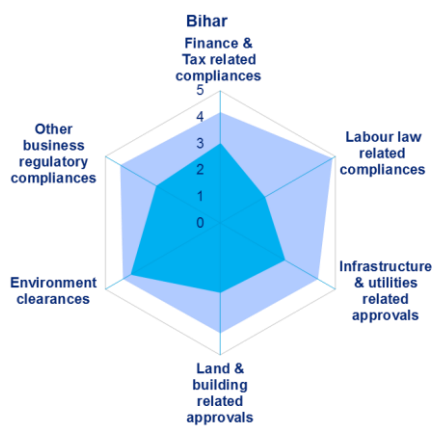 Bihar
Finance &
Tax related
compliances
5
4
3
2
1
0
Labour law
related
compliances
Infrastructure
& utilities
related
approvals
Land &
building
related
approvals
Environment
clearances
Other
business
regulatory
compliances